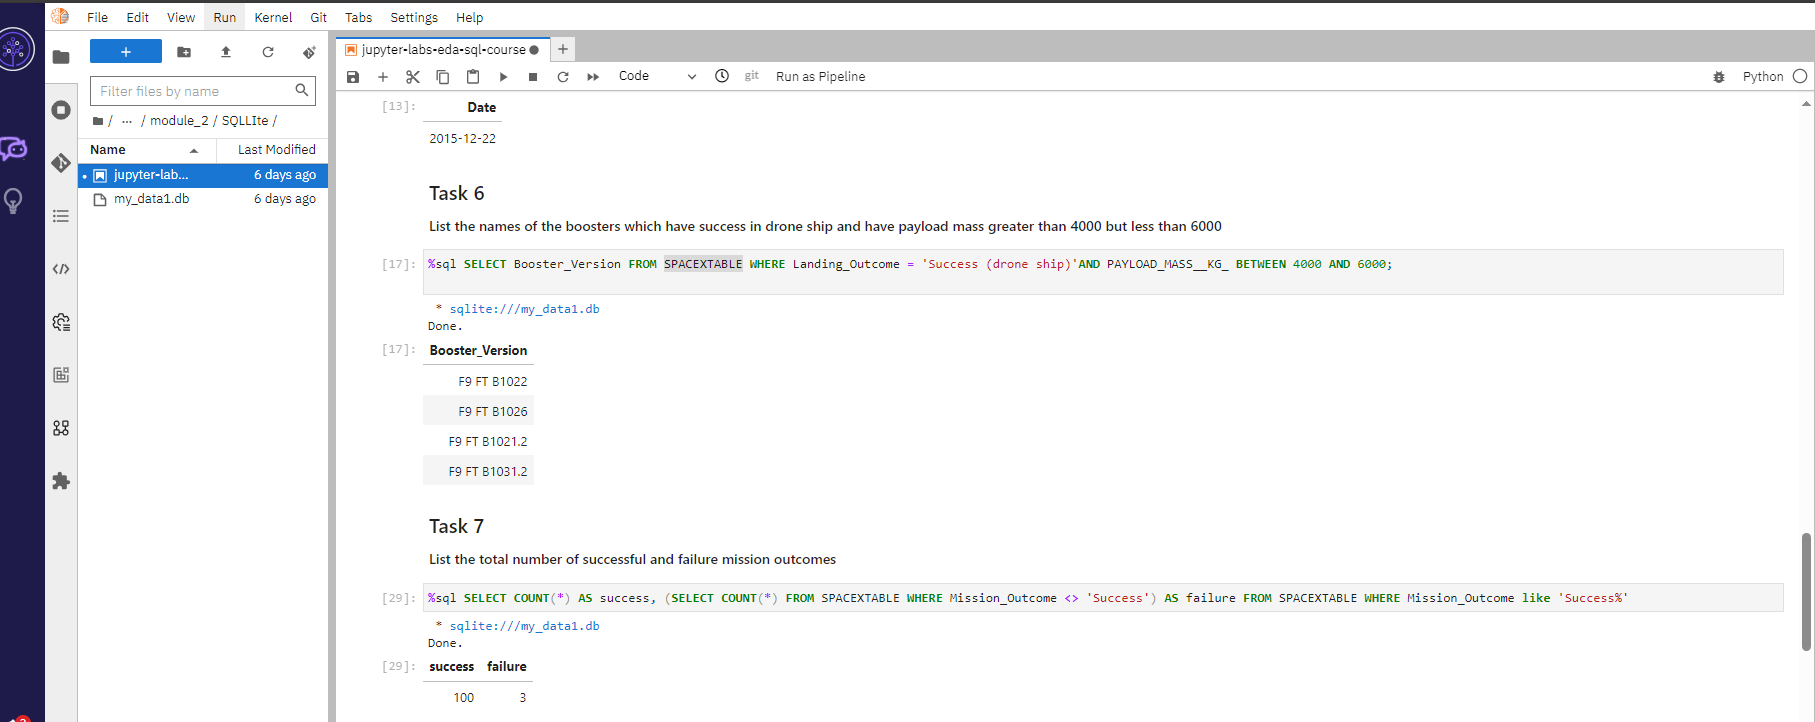 File Edit View Run Kernel Git Tabs Settings Help
jupyter-labs-eda-sql-course
Code
git
Run as Pipeline
Python
Filter files by name
/ ... / module_2 / SQLLIte /
Name Last Modified
jupyter-lab... 6 days ago
my_data1.db 6 days ago
[13]: Date
2015-12-22
Task 6
List the names of the boosters which have success in drone ship and have payload mass greater than 4000 but less than 6000
[17]: %sql SELECT Booster_Version FROM SPACEXTABLE WHERE Landing_Outcome = 'Success (drone ship)'AND PAYLOAD_MASS__KG_ BETWEEN 4000 AND 6000;
* sqlite:///my_data1.db
Done.
[17]: Booster_Version
F9 FT B1022
F9 FT B1026
F9 FT B1021.2
F9 FT B1031.2
Task 7
List the total number of successful and failure mission outcomes
[29]: %sql SELECT COUNT(*) AS success, (SELECT COUNT(*) FROM SPACEXTABLE WHERE Mission_Outcome <> 'Success') AS failure FROM SPACEXTABLE WHERE Mission_Outcome like 'Success%'
* sqlite:///my_data1.db
Done.
[29]: success failure
100 3